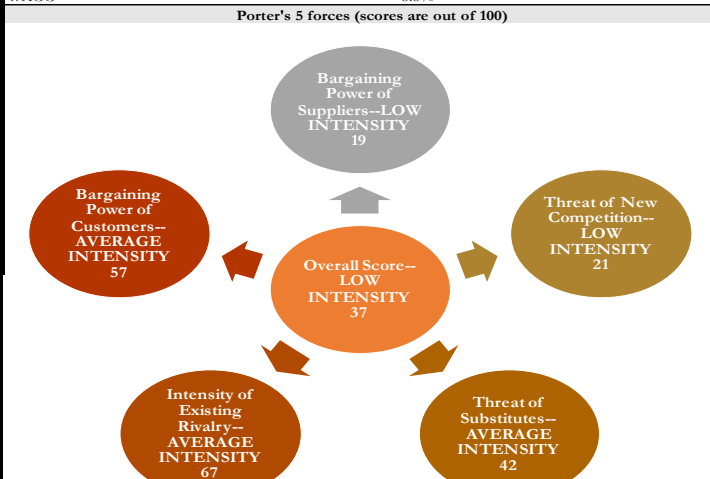 Porter's 5 forces (scores are out of 100)
Bargaining
Power of
Suppliers--LOW
INTENSITY
19
Bargaining
Power of
Customers--
AVERAGE
INTENSITY
57
Threat of New
Competition--
LOW
INTENSITY
21
Overall Score--
LOW
INTENSITY
37
Intensity of
Existing
Rivalry--
AVERAGE
INTENSITY
67
Threat of
Substitutes--
AVERAGE
INTENSITY
42